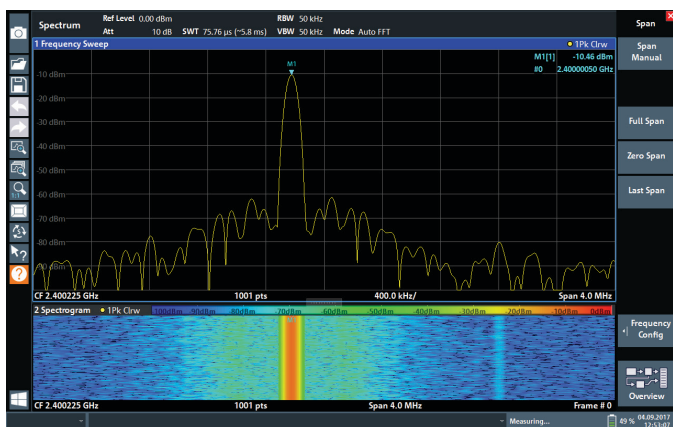 Spectrum
Ref Level 0.00 dBm
RBW 50 kHz
Att 10 dB SWT 75.76 µs (~5.8 ms) VBW 50 kHz Mode Auto FFT
Span
1 Frequency Sweep
1Pk Clrw
M1[1] -10.46 dBm
#0 2.40000050 GHz
M1
-10 dBm
-20 dBm
-30 dBm
-40 dBm
-50 dBm
-60 dBm
-70 dBm
-80 dBm
CF 2.400225 GHz 1001 pts 400.0 kHz/ Span 4.0 MHz
2 Spectrogram 1Pk Clrw
-90dBm -80dBm -70dBm -60dBm -50dBm -40dBm -30dBm -20dBm -10dBm 0dBm
CF 2.400225 GHz 1001 pts Span 4.0 MHz Frame # 0
Span Manual
Full Span
Zero Span
Last Span
Frequency Config
Overview
1:1
Measuring...
49 %
04.09.2017
12:53:07